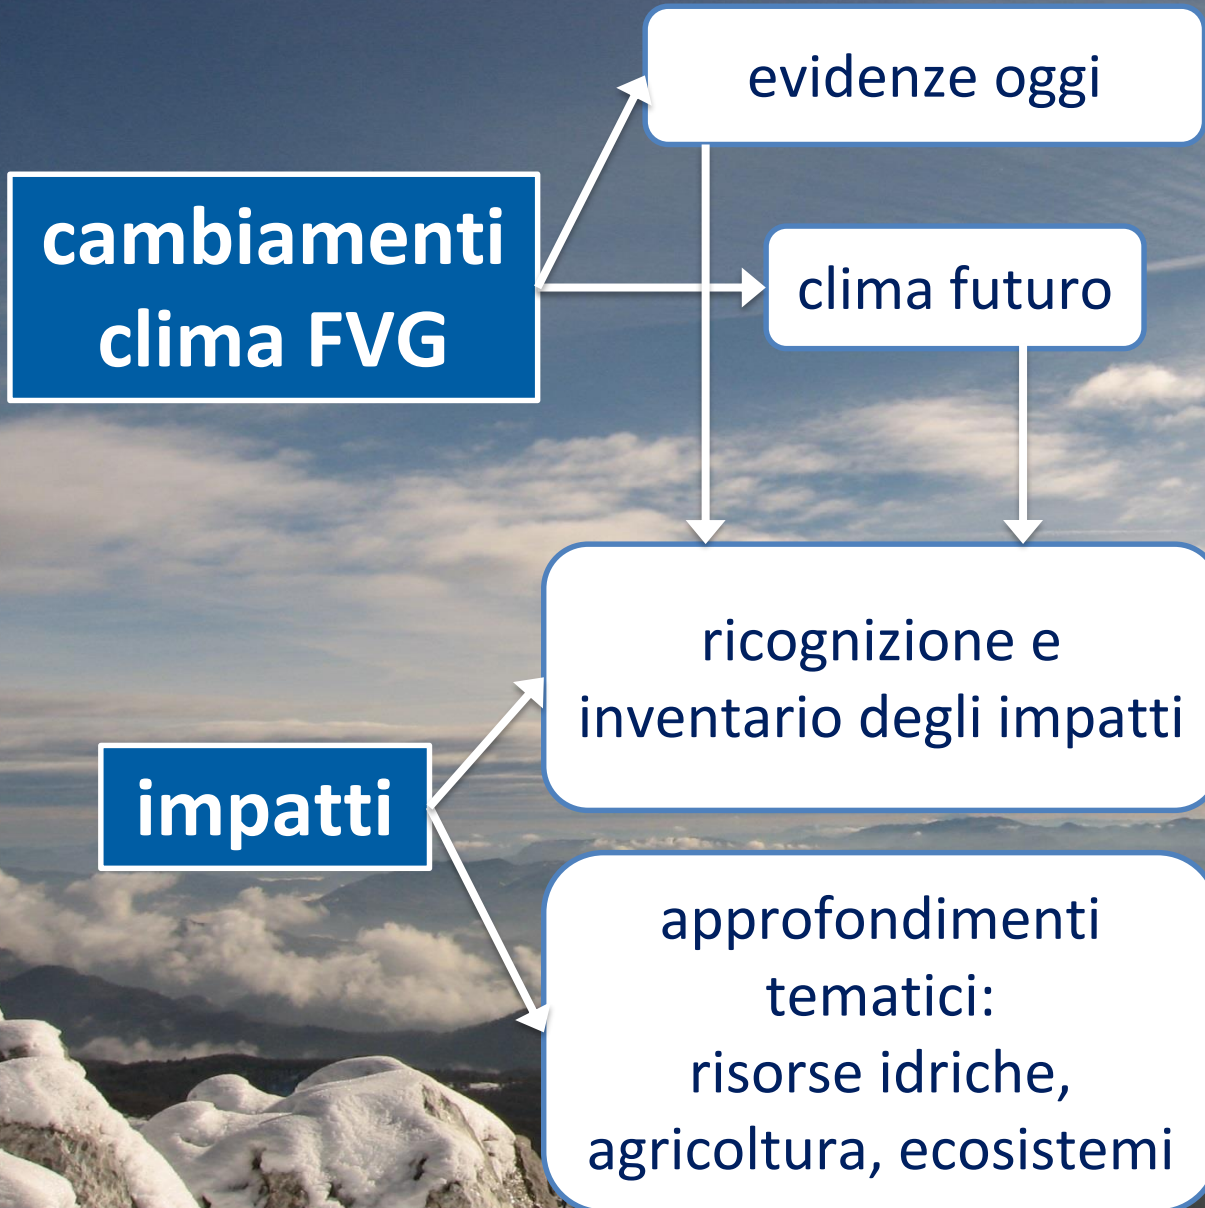 evidenze oggi
cambiamenti
clima FVG
clima futuro
ricognizione e
inventario degli impatti
impatti
approfondimenti
tematici:
risorse idriche,
agricoltura, ecosistemi